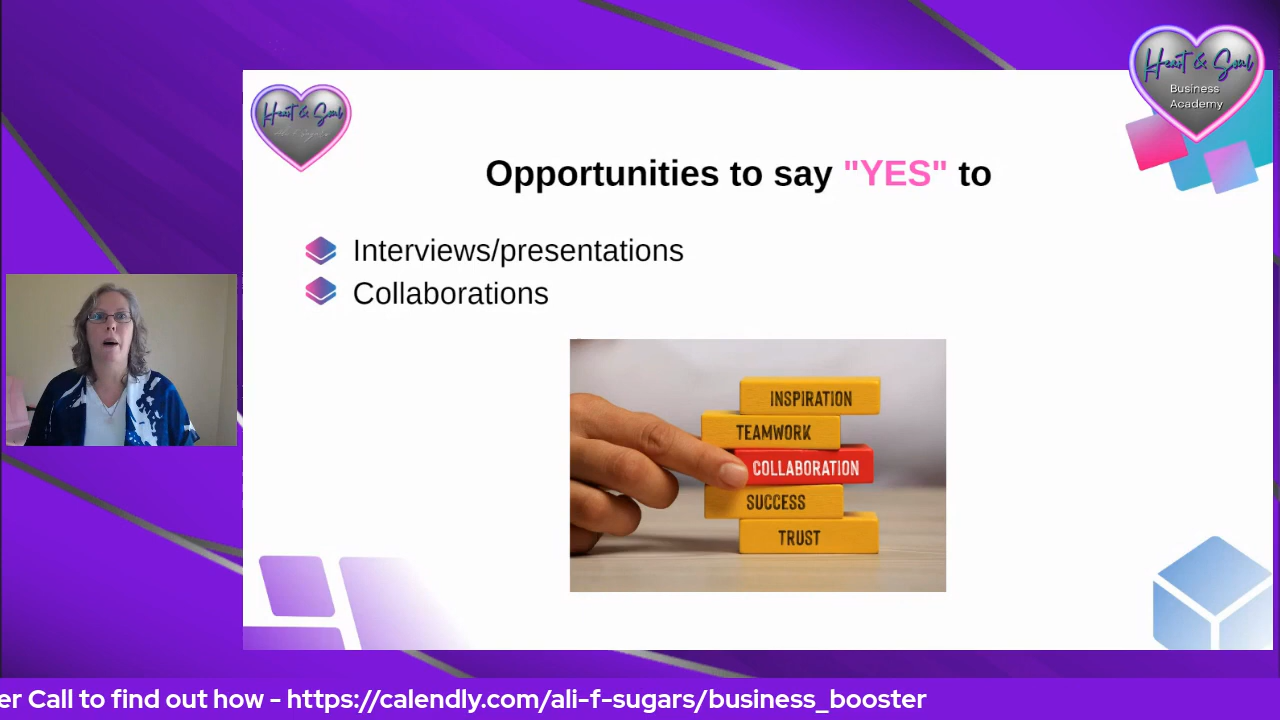 Heart & Soul
Business
Academy
Heart & Soul
Opportunities to say "YES" to
Interviews/presentations
Collaborations
INSPIRATION
TEAMWORK
COLLABORATION
SUCCESS
TRUST
er Call to find out how - https://calendly.com/ali-f-sugars/business_booster